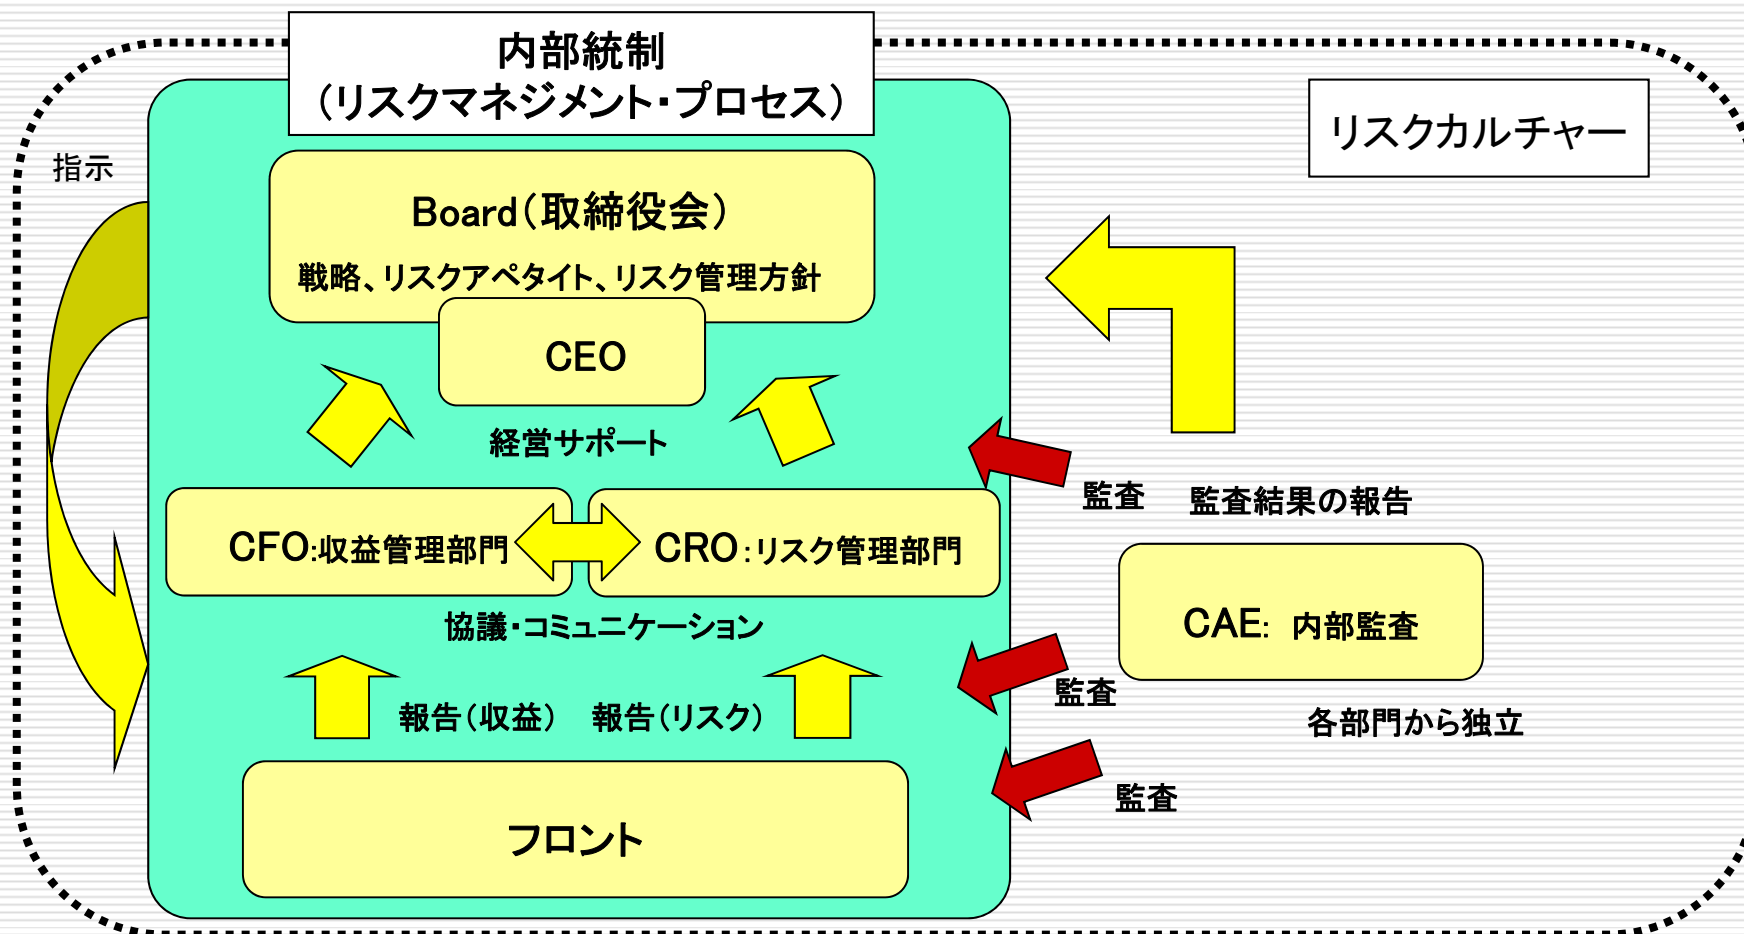 内部統制
（リスクマネジメント・プロセス）
リスクカルチャー
指示
Board（取締役会）
戦略、リスクアペタイト、リスク管理方針
CEO
経営サポート
監査
監査結果の報告
CFO:収益管理部門
CRO：リスク管理部門
協議・コミュニケーション
CAE： 内部監査
監査
報告（収益）
報告（リスク）
各部門から独立
監査
フロント